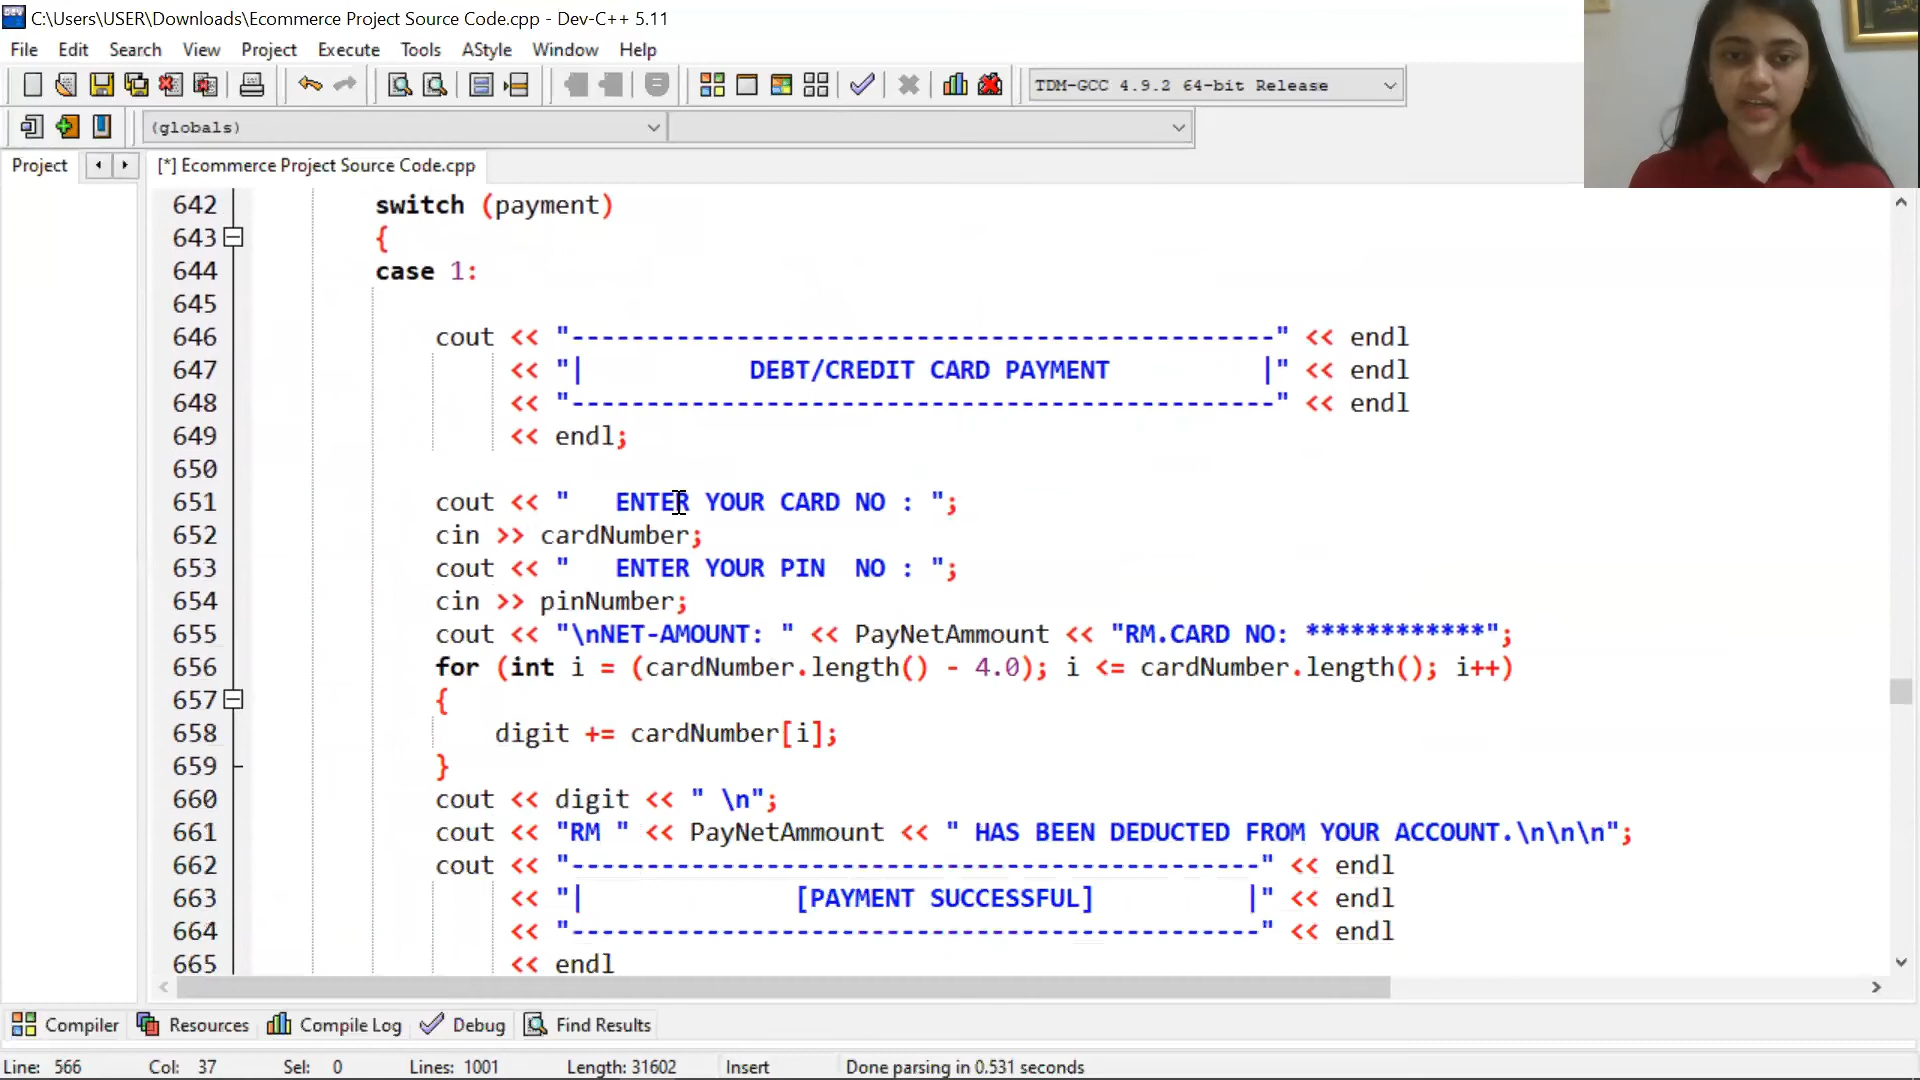 C:\Users\USER\Downloads\Ecommerce Project Source Code.cpp - Dev-C++ 5.11
File Edit Search View Project Execute Tools AStyle Window Help
TDM-GCC 4.9.2 64-bit Release
(globals)
Project [*] Ecommerce Project Source Code.cpp
642 switch (payment)
643 {
644 case 1:
645
646 cout << "-----------------------------------------------" << endl
647 << "|           DEBT/CREDIT CARD PAYMENT          |" << endl
648 << "-----------------------------------------------" << endl
649 << endl;
650
651 cout << "   ENTER YOUR CARD NO : ";
652 cin >> cardNumber;
653 cout << "   ENTER YOUR PIN  NO : ";
654 cin >> pinNumber;
655 cout << "\nNET-AMOUNT: " << PayNetAmmount << "RM.CARD NO: ************";
656 for (int i = (cardNumber.length() - 4.0); i <= cardNumber.length(); i++)
657 {
658 digit += cardNumber[i];
659 }
660 cout << digit << " \n";
661 cout << "RM " << PayNetAmmount << " HAS BEEN DEDUCTED FROM YOUR ACCOUNT.\n\n\n";
662 cout << "----------------------------------------------" << endl
663 << "|              [PAYMENT SUCCESSFUL]          |" << endl
664 << "----------------------------------------------" << endl
665 << endl
Compiler Resources Compile Log Debug Find Results
Line: 566 Col: 37 Sel: 0 Lines: 1001 Length: 31602 Insert Done parsing in 0.531 seconds